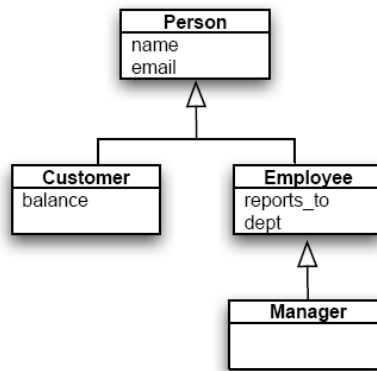 Person
name
email
Customer
balance
Employee
reports_to
dept
Manager